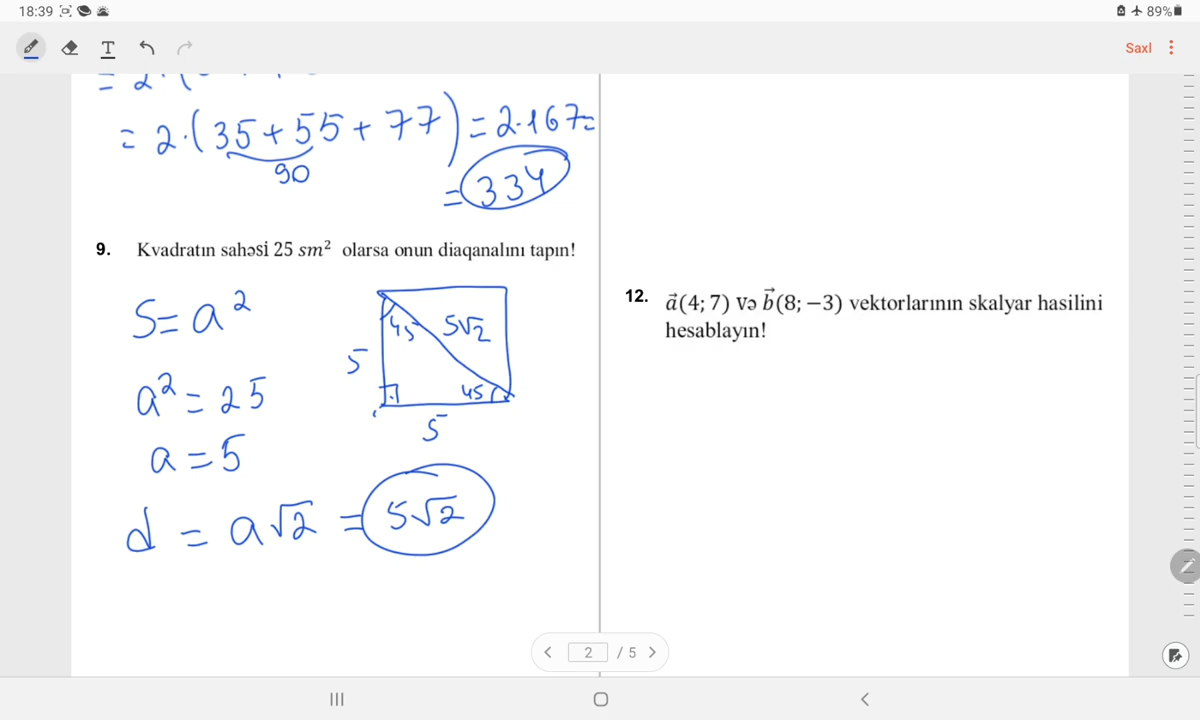 18:39
89%
Saxl
= 2·(35+55+77) = 2·167=
90
= 334
9. Kvadratın sahəsi 25 sm² olarsa onun diaqanalını tapın!
S= a²
a² = 25
a = 5
d = a√2 = 5√2
45 5√2
5
45
5
12. a⃗(4; 7) və b⃗(8; −3) vektorlarının skalyar hasilini
hesablayın!
2 / 5